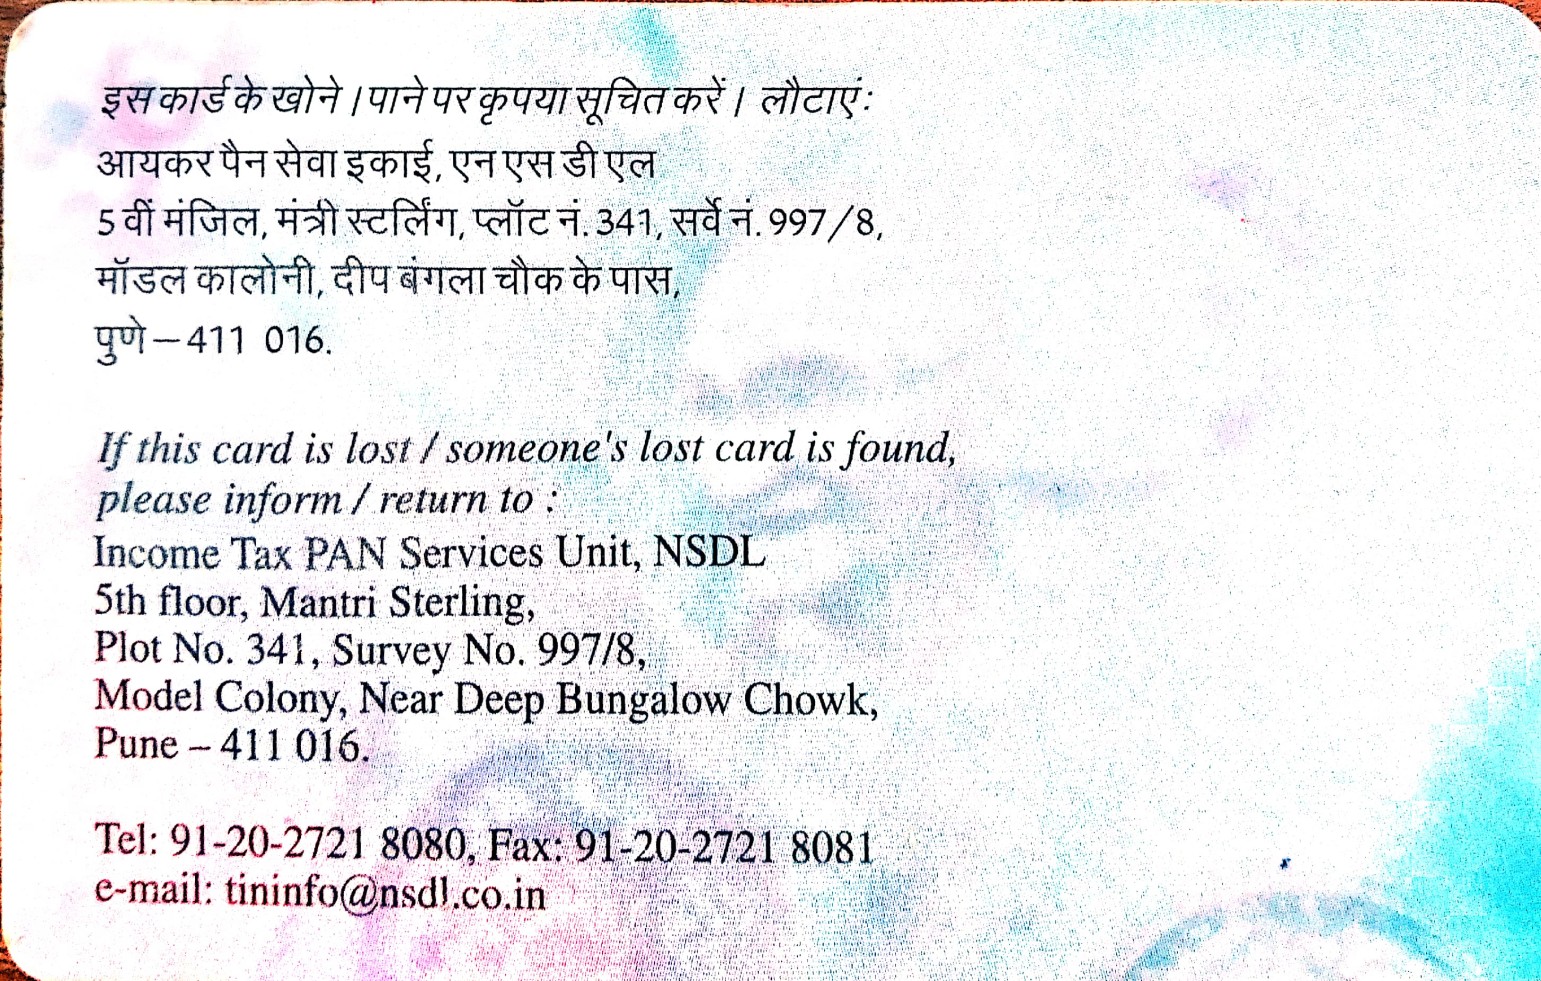 इस कार्ड के खोने । पाने पर कृपया सूचित करें । लौटाएं:
आयकर पैन सेवा इकाई, एन एस डी एल
5 वीं मंजिल, मंत्री स्टर्लिंग, प्लॉट नं. 341, सर्वे नं. 997/8,
मॉडल कालोनी, दीप बंगला चौक के पास,
पुणे – 411 016.
If this card is lost / someone's lost card is found,
please inform / return to :
Income Tax PAN Services Unit, NSDL
5th floor, Mantri Sterling,
Plot No. 341, Survey No. 997/8,
Model Colony, Near Deep Bungalow Chowk,
Pune – 411 016.
Tel: 91-20-2721 8080, Fax: 91-20-2721 8081
e-mail: tininfo@nsdl.co.in